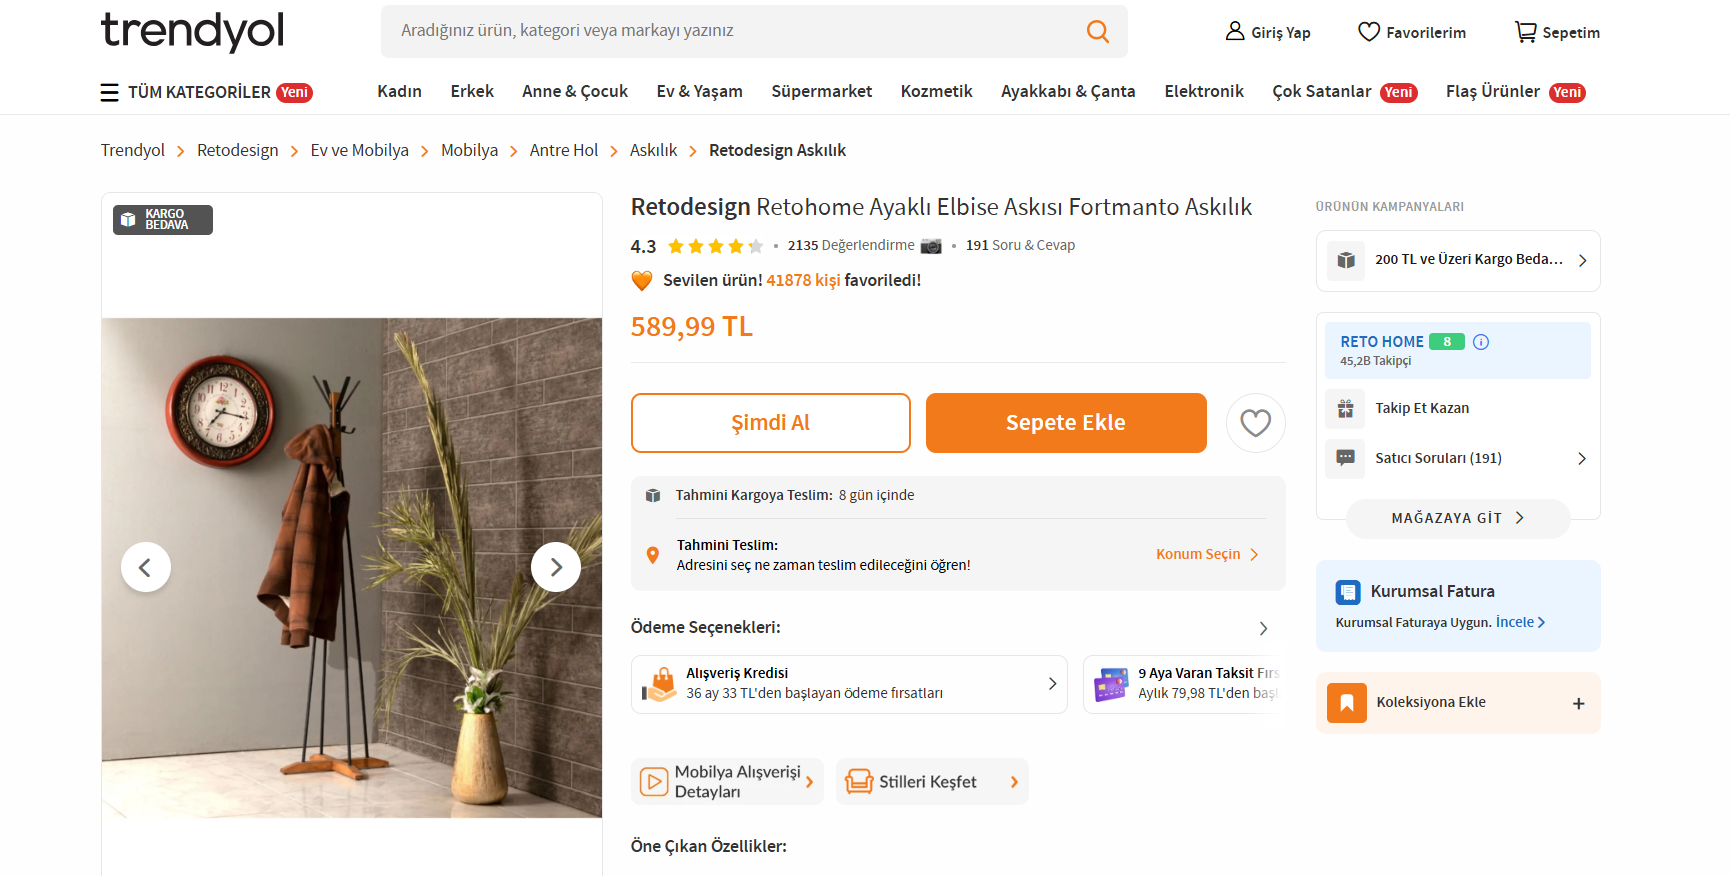 trendyol
Aradığınız ürün, kategori veya markayı yazınız
Giriş Yap
Favorilerim
Sepetim
TÜM KATEGORİLER Yeni
Kadın
Erkek
Anne & Çocuk
Ev & Yaşam
Süpermarket
Kozmetik
Ayakkabı & Çanta
Elektronik
Çok Satanlar Yeni
Flaş Ürünler Yeni
Trendyol > Retodesign > Ev ve Mobilya > Mobilya > Antre Hol > Askılık > Retodesign Askılık
KARGO
BEDAVA
Retodesign Retohome Ayaklı Elbise Askısı Fortmanto Askılık
4.3 • 2135 Değerlendirme • 191 Soru & Cevap
Sevilen ürün! 41878 kişi favoriledi!
589,99 TL
Şimdi Al
Sepete Ekle
Tahmini Kargoya Teslim: 8 gün içinde
Tahmini Teslim:
Adresini seç ne zaman teslim edileceğini öğren!
Konum Seçin
Ödeme Seçenekleri:
Alışveriş Kredisi
36 ay 33 TL'den başlayan ödeme fırsatları
9 Aya Varan Taksit Fırs
Aylık 79,98 TL'den başl
Mobilya Alışverişi
Detayları
Stilleri Keşfet
Öne Çıkan Özellikler:
ÜRÜNÜN KAMPANYALARI
200 TL ve Üzeri Kargo Beda...
RETO HOME 8
45,2B Takipçi
Takip Et Kazan
Satıcı Soruları (191)
MAĞAZAYA GİT
Kurumsal Fatura
Kurumsal Faturaya Uygun. İncele
Koleksiyona Ekle